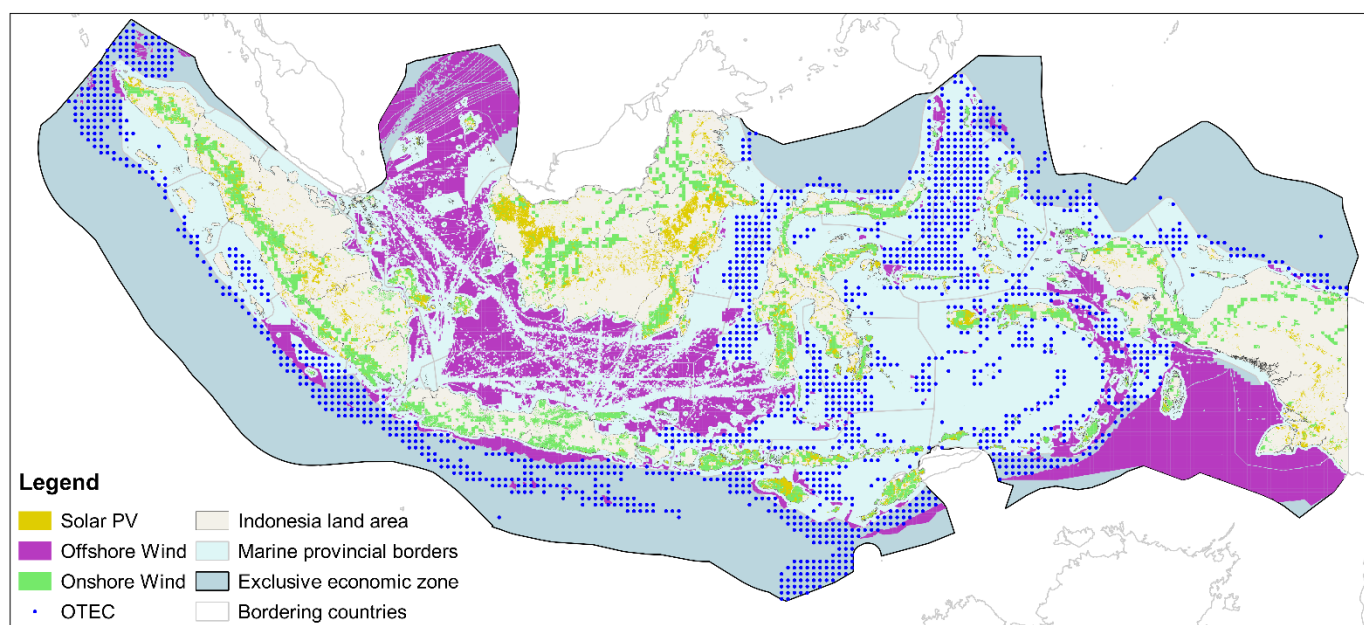 Legend
Solar PV
Offshore Wind
Onshore Wind
OTEC
Indonesia land area
Marine provincial borders
Exclusive economic zone
Bordering countries